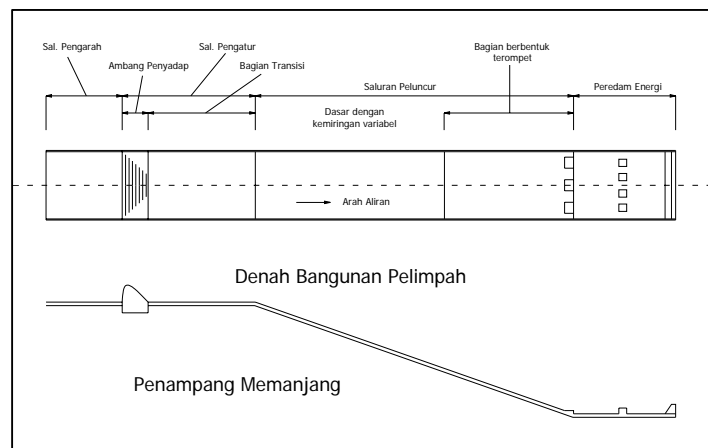 Sal. Pengarah
Sal. Pengatur
Bagian berbentuk
terompet
Ambang Penyadap
Bagian Transisi
Saluran Peluncur
Peredam Energi
Dasar dengan
kemiringan variabel
Arah Aliran
Denah Bangunan Pelimpah
Penampang Memanjang